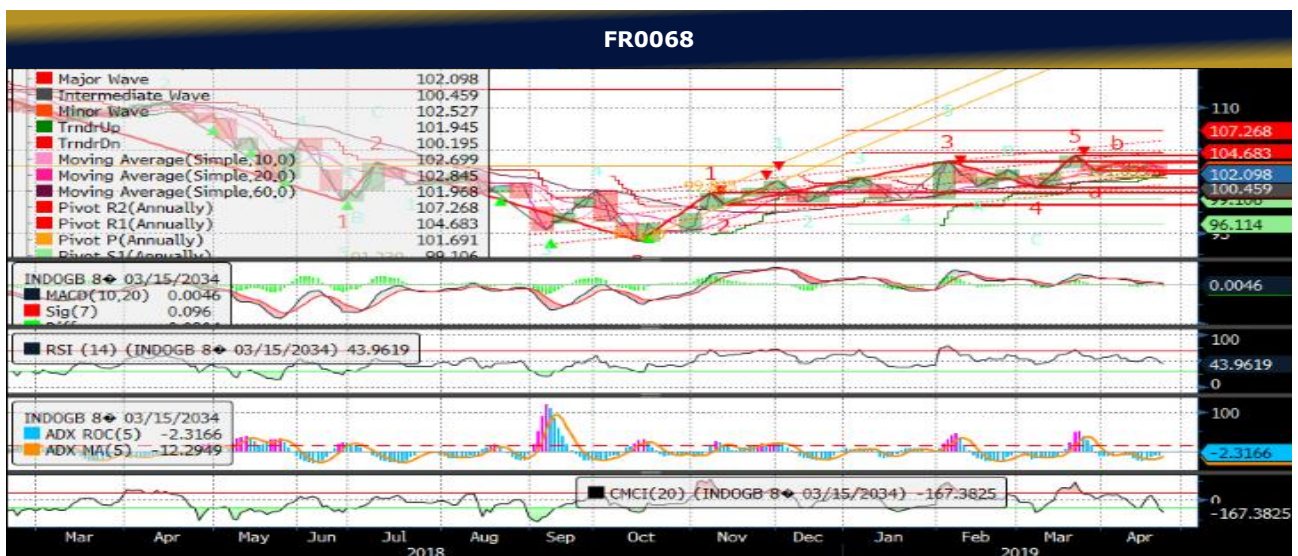 FR0068
Major Wave 102.098
Intermediate Wave 100.459
Minor Wave 102.527
TrndrUp 101.945
TrndrDn 100.195
Moving Average(Simple,10,0) 102.699
Moving Average(Simple,20,0) 102.845
Moving Average(Simple,60,0) 101.968
Pivot R2(Annually) 107.268
Pivot R1(Annually) 104.683
Pivot P(Annually) 101.691
Pivot S1(Annually) 99.106
110
107.268
104.683
102.098
100.459
99.106
96.114
2
1
1
2
3
4
5
b
a
INDOGB 8� 03/15/2034
MACD(10,20) 0.0046
Sig(7) 0.096
0.0046
RSI (14) (INDOGB 8� 03/15/2034) 43.9619
100
43.9619
0
INDOGB 8� 03/15/2034
ADX ROC(5) -2.3166
ADX MA(5) -12.2949
100
-2.3166
CMCI(20) (INDOGB 8� 03/15/2034) -167.3825
0
-167.3825
Mar Apr May Jun Jul Aug Sep Oct Nov Dec Jan Feb Mar Apr
2018 2019